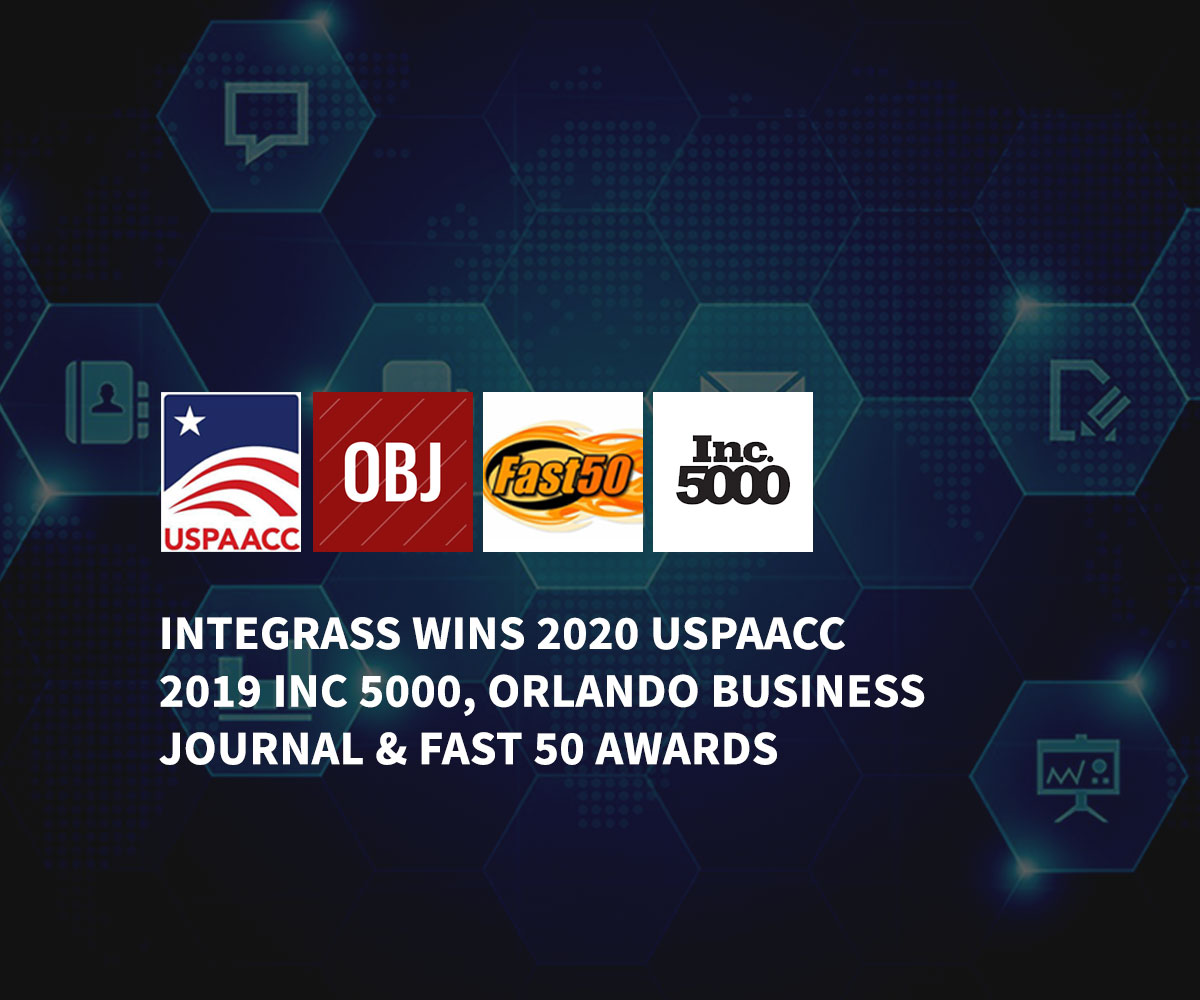 USPAACC
OBJ
Fast50
Inc.
5000
INTEGRASS WINS 2020 USPAACC
2019 INC 5000, ORLANDO BUSINESS
JOURNAL & FAST 50 AWARDS